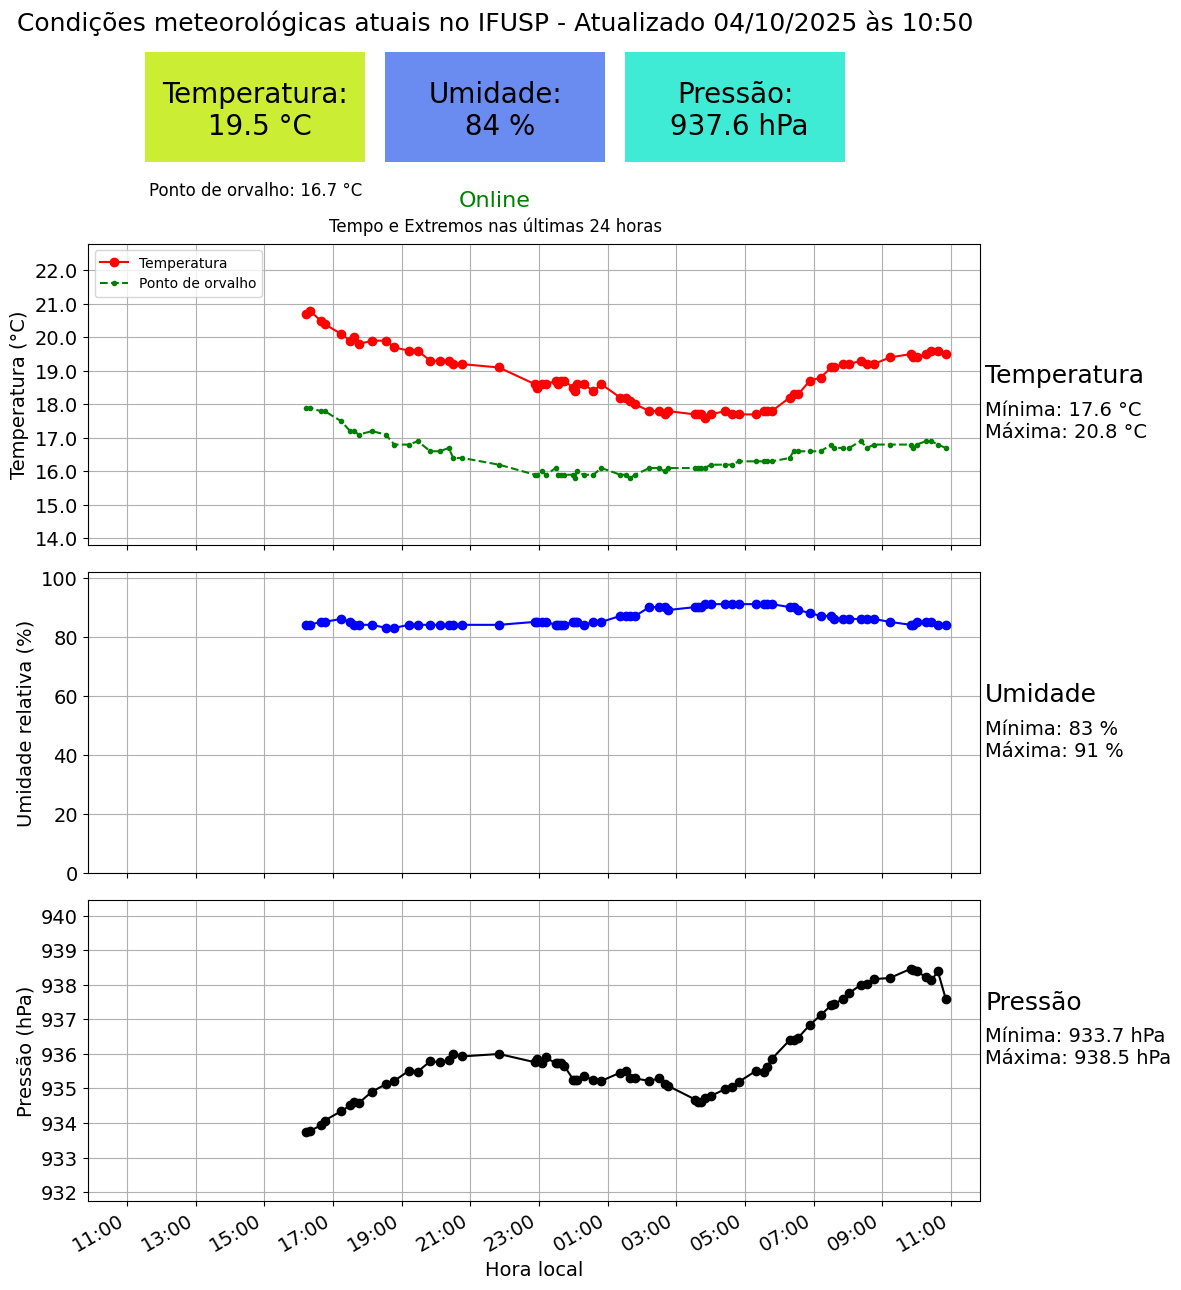 Condições meteorológicas atuais no IFUSP - Atualizado 04/10/2025 às 10:50
Temperatura:
19.5 °C
Umidade:
84 %
Pressão:
937.6 hPa
Ponto de orvalho: 16.7 °C
Online
Tempo e Extremos nas últimas 24 horas
Temperatura
Ponto de orvalho
Temperatura (°C)
22.0
21.0
20.0
19.0
18.0
17.0
16.0
15.0
14.0
Temperatura
Mínima: 17.6 °C
Máxima: 20.8 °C
Umidade relativa (%)
100
80
60
40
20
0
Umidade
Mínima: 83 %
Máxima: 91 %
Pressão (hPa)
940
939
938
937
936
935
934
933
932
Pressão
Mínima: 933.7 hPa
Máxima: 938.5 hPa
11:00
13:00
15:00
17:00
19:00
21:00
23:00
01:00
03:00
05:00
07:00
09:00
11:00
Hora local